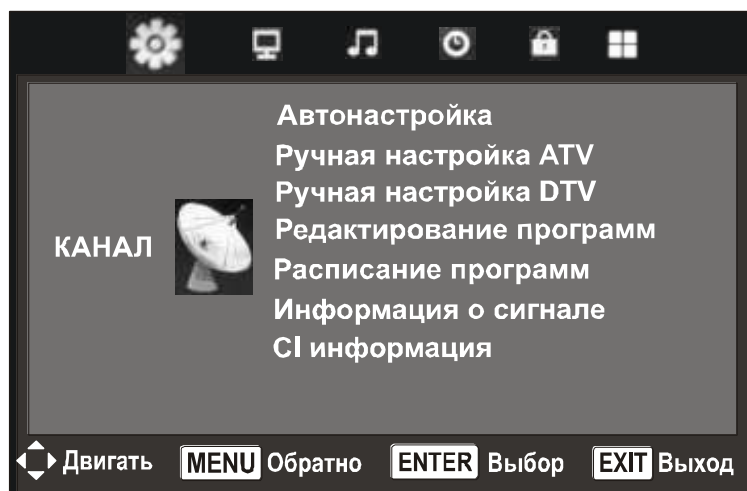 Автонастройка
Ручная настройка ATV
Ручная настройка DTV
Редактирование программ
КАНАЛ
Расписание программ
Информация о сигнале
CI информация
Двигать MENU Обратно ENTER Выбор EXIT Выход